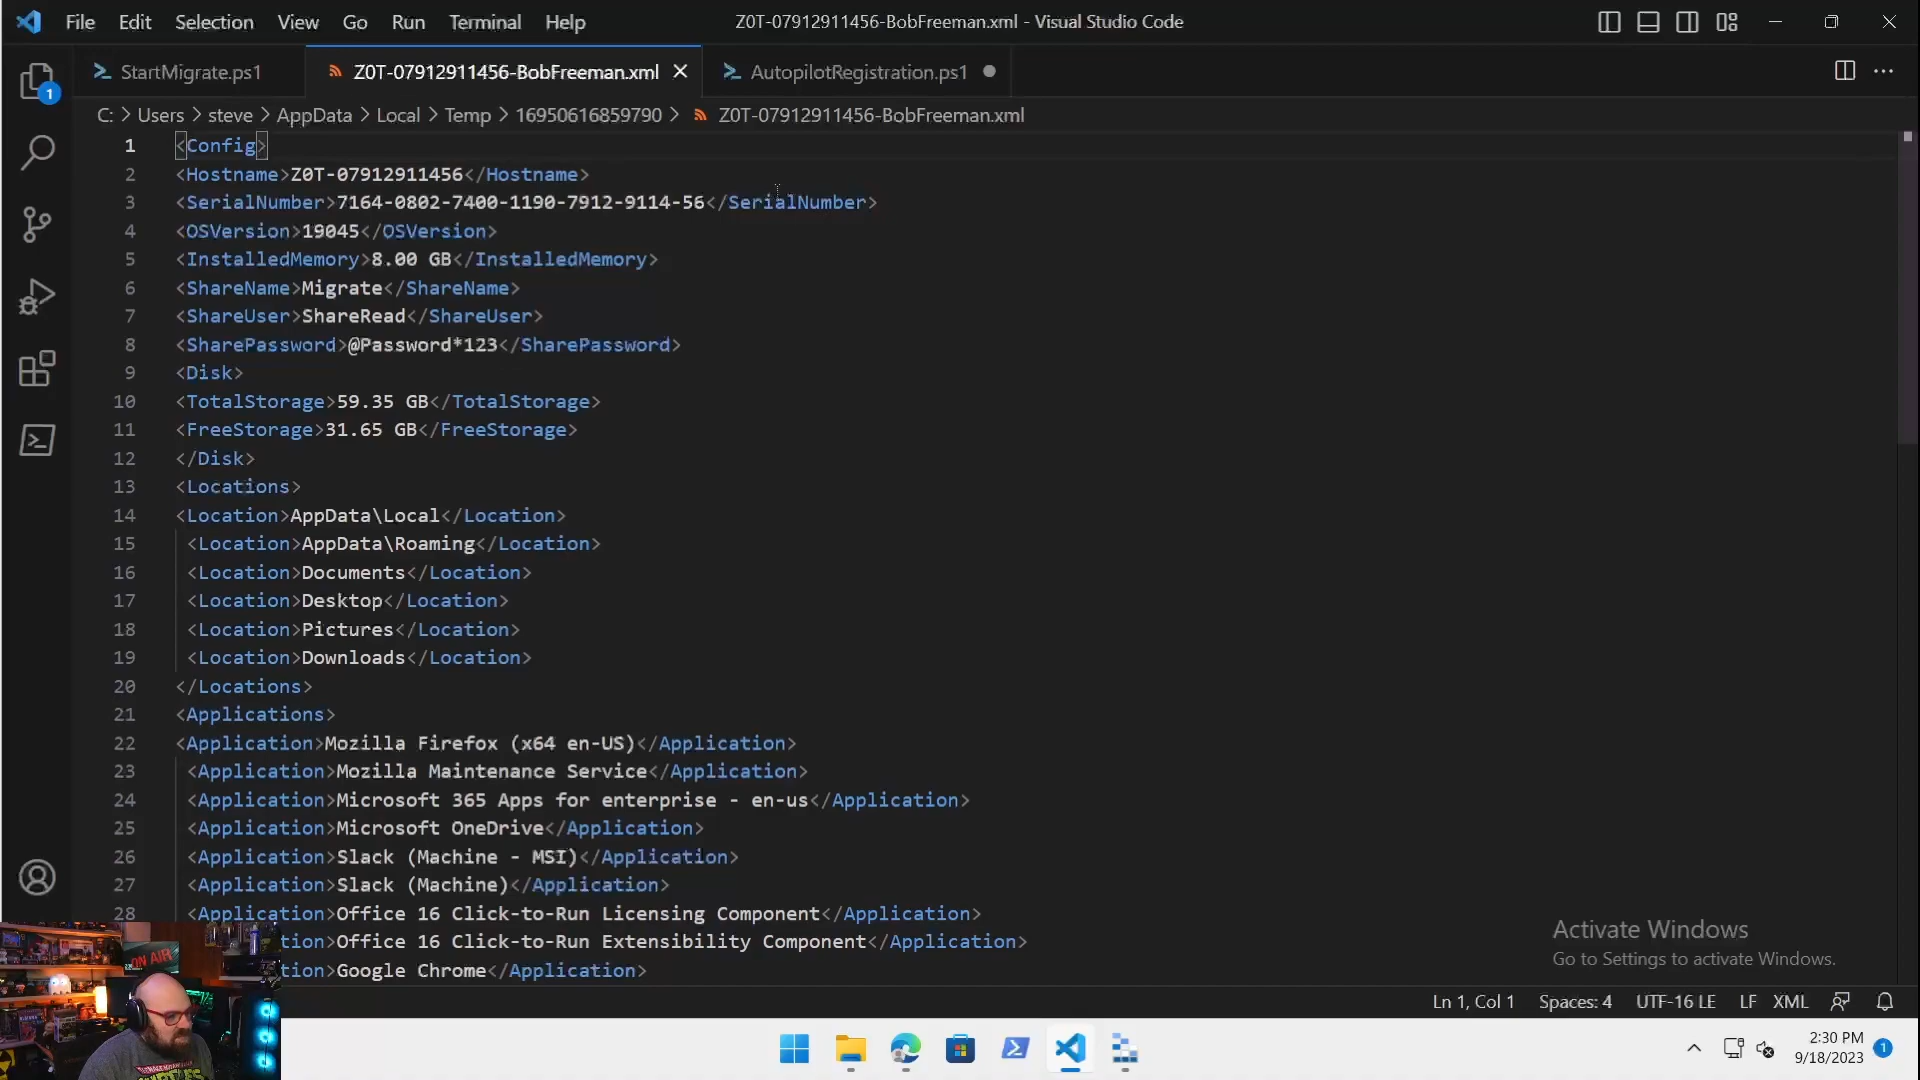 File Edit Selection View Go Run Terminal Help
Z0T-07912911456-BobFreeman.xml - Visual Studio Code
StartMigrate.ps1
Z0T-07912911456-BobFreeman.xml
AutopilotRegistration.ps1
1
C: > Users > steve > AppData > Local > Temp > 16950616859790 > Z0T-07912911456-BobFreeman.xml
1 <Config>
2 <Hostname>Z0T-07912911456</Hostname>
3 <SerialNumber>7164-0802-7400-1190-7912-9114-56</SerialNumber>
4 <OSVersion>19045</OSVersion>
5 <InstalledMemory>8.00 GB</InstalledMemory>
6 <ShareName>Migrate</ShareName>
7 <ShareUser>ShareRead</ShareUser>
8 <SharePassword>@Password*123</SharePassword>
9 <Disk>
10 <TotalStorage>59.35 GB</TotalStorage>
11 <FreeStorage>31.65 GB</FreeStorage>
12 </Disk>
13 <Locations>
14 <Location>AppData\Local</Location>
15 <Location>AppData\Roaming</Location>
16 <Location>Documents</Location>
17 <Location>Desktop</Location>
18 <Location>Pictures</Location>
19 <Location>Downloads</Location>
20 </Locations>
21 <Applications>
22 <Application>Mozilla Firefox (x64 en-US)</Application>
23 <Application>Mozilla Maintenance Service</Application>
24 <Application>Microsoft 365 Apps for enterprise - en-us</Application>
25 <Application>Microsoft OneDrive</Application>
26 <Application>Slack (Machine - MSI)</Application>
27 <Application>Slack (Machine)</Application>
28 <Application>Office 16 Click-to-Run Licensing Component</Application>
tion>Office 16 Click-to-Run Extensibility Component</Application>
tion>Google Chrome</Application>
Activate Windows
Go to Settings to activate Windows.
ON AIR
Ln 1, Col 1 Spaces: 4 UTF-16 LE LF XML
2:30 PM
9/18/2023
1